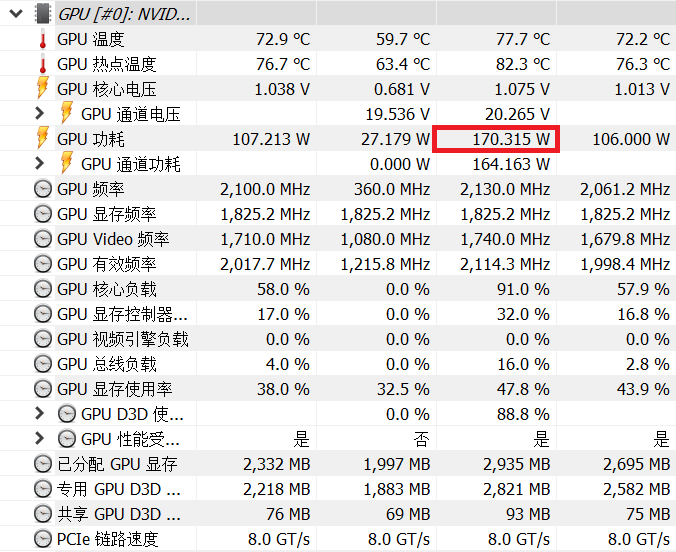 GPU [#0]: NVID...
GPU 温度 72.9 °C 59.7 °C 77.7 °C 72.2 °C
GPU 热点温度 76.7 °C 63.4 °C 82.3 °C 76.3 °C
GPU 核心电压 1.038 V 0.681 V 1.075 V 1.013 V
GPU 通道电压 19.536 V 20.265 V
GPU 功耗 107.213 W 27.179 W 170.315 W 106.000 W
GPU 通道功耗 0.000 W 164.163 W
GPU 频率 2,100.0 MHz 360.0 MHz 2,130.0 MHz 2,061.2 MHz
GPU 显存频率 1,825.2 MHz 1,825.2 MHz 1,825.2 MHz 1,825.2 MHz
GPU Video 频率 1,710.0 MHz 1,080.0 MHz 1,740.0 MHz 1,679.8 MHz
GPU 有效频率 2,017.7 MHz 1,215.8 MHz 2,114.3 MHz 1,998.4 MHz
GPU 核心负载 58.0 % 0.0 % 91.0 % 57.9 %
GPU 显存控制器... 17.0 % 0.0 % 32.0 % 16.8 %
GPU 视频引擎负载 0.0 % 0.0 % 0.0 % 0.0 %
GPU 总线负载 4.0 % 0.0 % 16.0 % 2.8 %
GPU 显存使用率 38.0 % 32.5 % 47.8 % 43.9 %
GPU D3D 使... 0.0 % 88.8 %
GPU 性能受... 是 否 是 是
已分配 GPU 显存 2,332 MB 1,997 MB 2,935 MB 2,695 MB
专用 GPU D3D ... 2,218 MB 1,883 MB 2,821 MB 2,582 MB
共享 GPU D3D ... 76 MB 69 MB 93 MB 75 MB
PCIe 链路速度 8.0 GT/s 8.0 GT/s 8.0 GT/s 8.0 GT/s